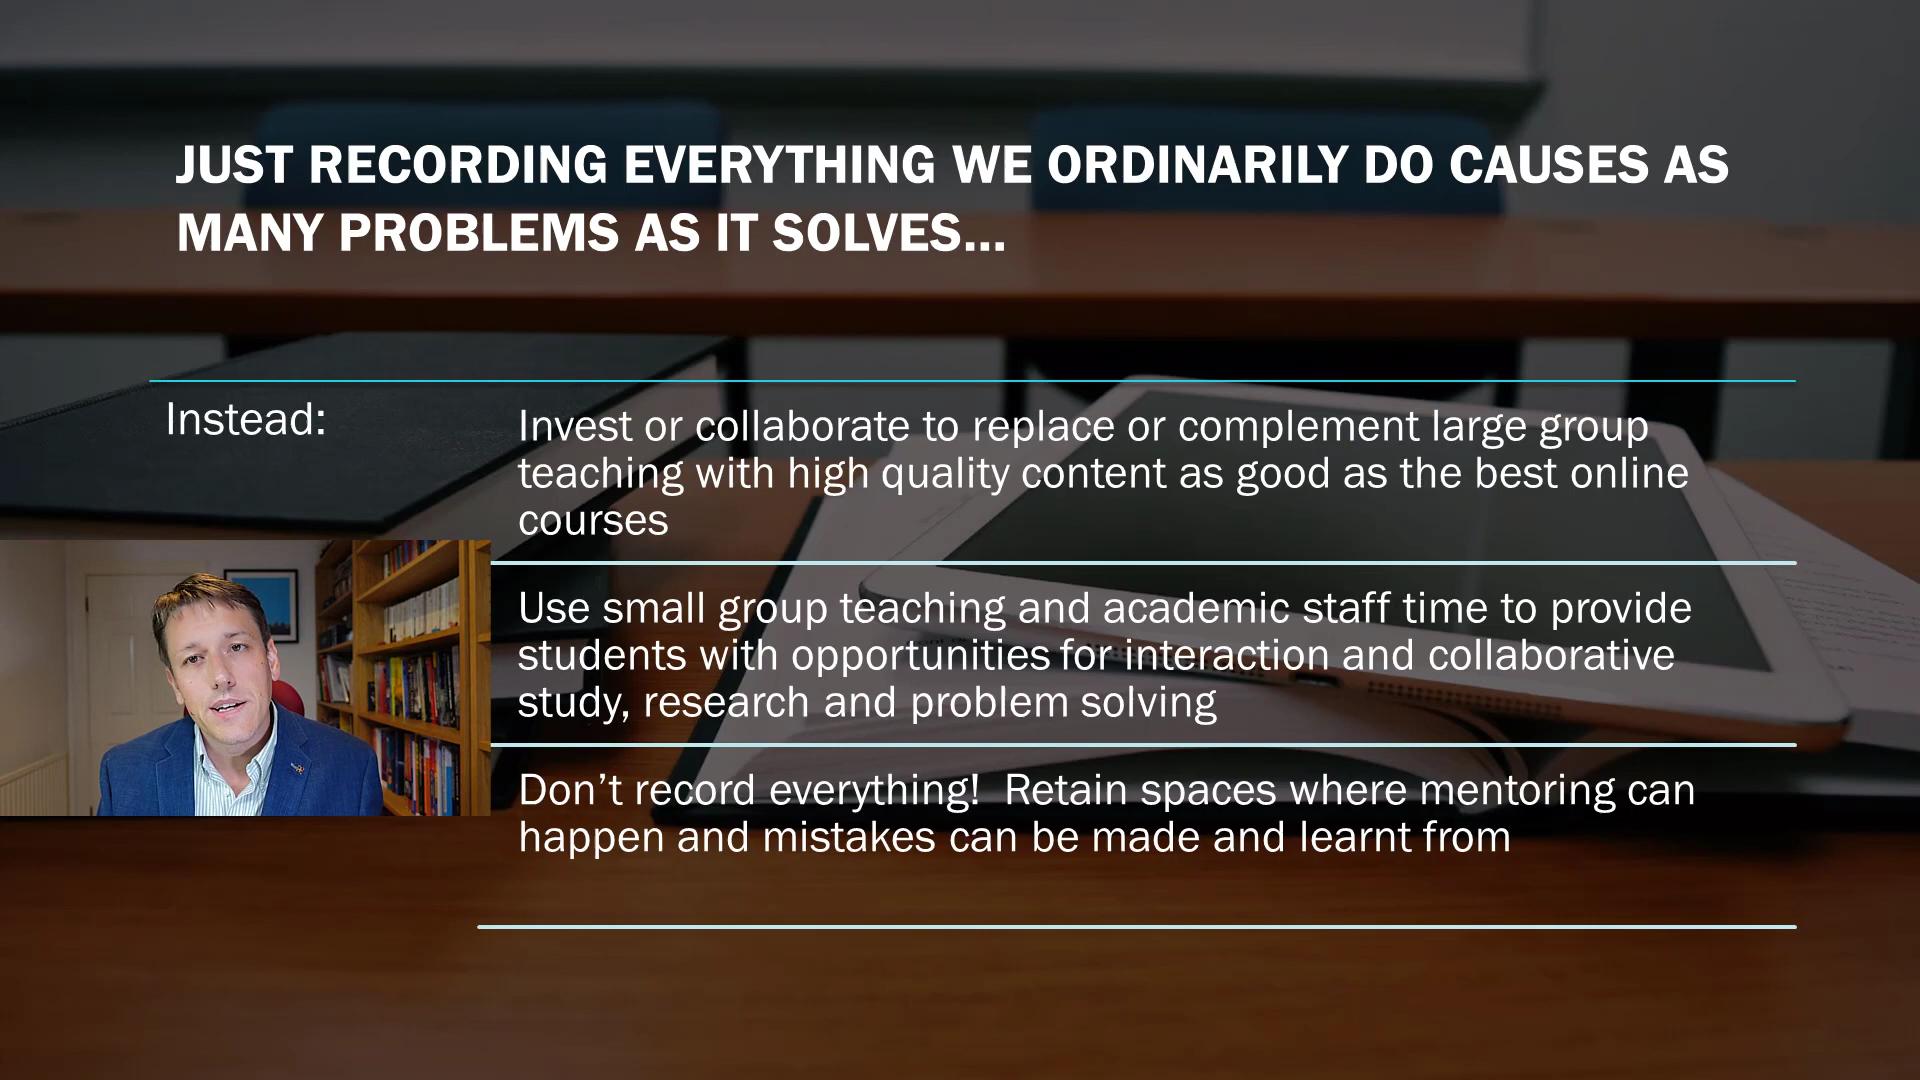 JUST RECORDING EVERYTHING WE ORDINARILY DO CAUSES AS
MANY PROBLEMS AS IT SOLVES...
Instead:
Invest or collaborate to replace or complement large group
teaching with high quality content as good as the best online
courses
Use small group teaching and academic staff time to provide
students with opportunities for interaction and collaborative
study, research and problem solving
Don’t record everything!  Retain spaces where mentoring can
happen and mistakes can be made and learnt from